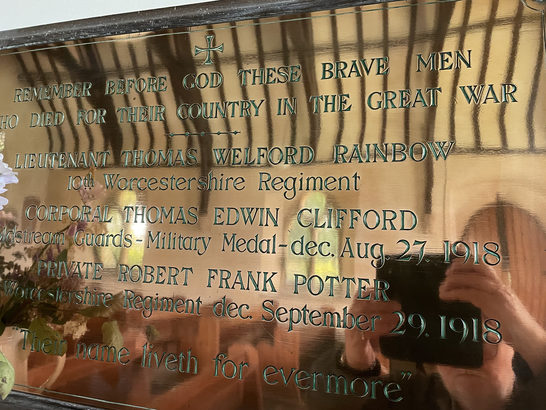 REMEMBER BEFORE GOD THESE BRAVE MEN
WHO DIED FOR THEIR COUNTRY IN THE GREAT WAR
LIEUTENANT THOMAS WELFORD RAINBOW
10th Worcestershire Regiment
CORPORAL THOMAS EDWIN CLIFFORD
Coldstream Guards - Military Medal - dec. Aug. 27. 1918
PRIVATE ROBERT FRANK POTTER
Worcestershire Regiment - dec. September 29. 1918
"Their name liveth for evermore"